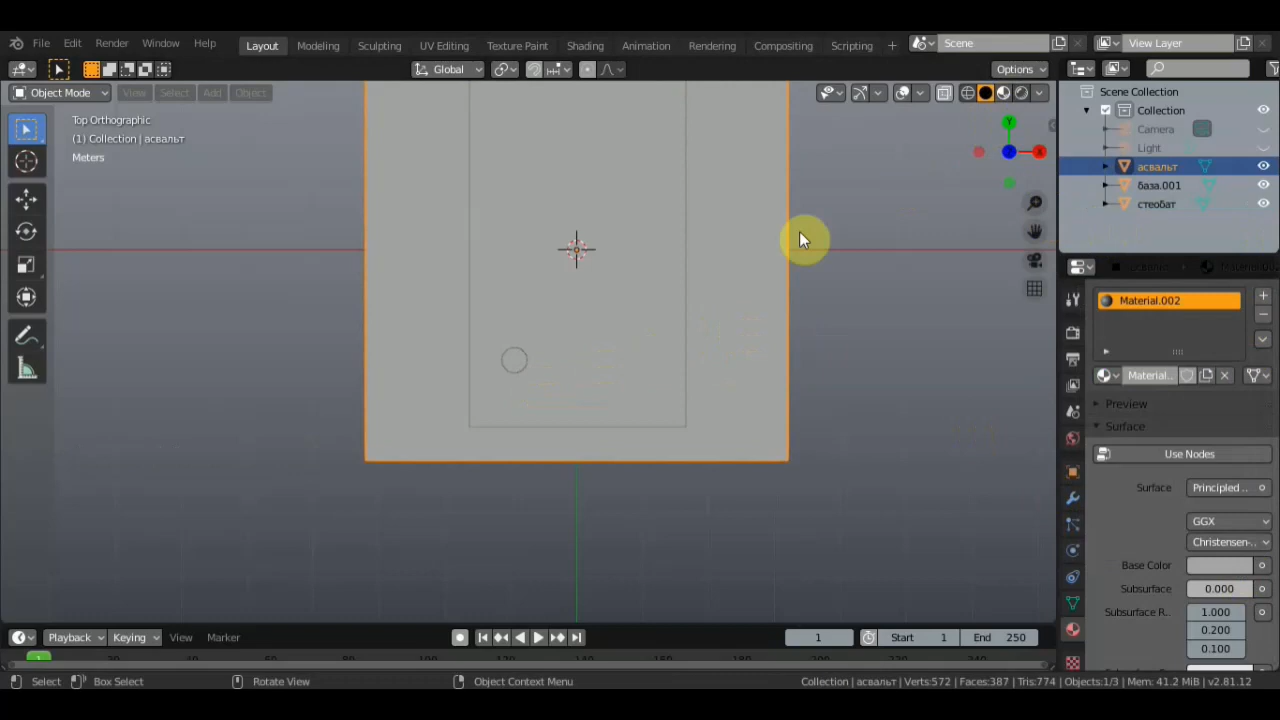 File Edit Render Window Help Layout Modeling Sculpting UV Editing Texture Paint Shading Animation Rendering Compositing Scripting + Scene View Layer
Global Options
Object Mode View Select Add Object
Top Orthographic
(1) Collection | асвальт
Meters
Y
Z
X
Scene Collection
Collection
Camera
Light
асвальт
база.001
стеобат
Material.002
Material..
Preview
Surface
Use Nodes
Surface Principled ..
GGX
Christensen-..
Base Color
Subsurface 0.000
Subsurface R.. 1.000
0.200
0.100
Playback Keying View Marker 1 Start 1 End 250
1
Select Box Select Rotate View Object Context Menu Collection | асвальт | Verts:572 | Faces:387 | Tris:774 | Objects:1/3 | Mem: 41.2 MiB | v2.81.12